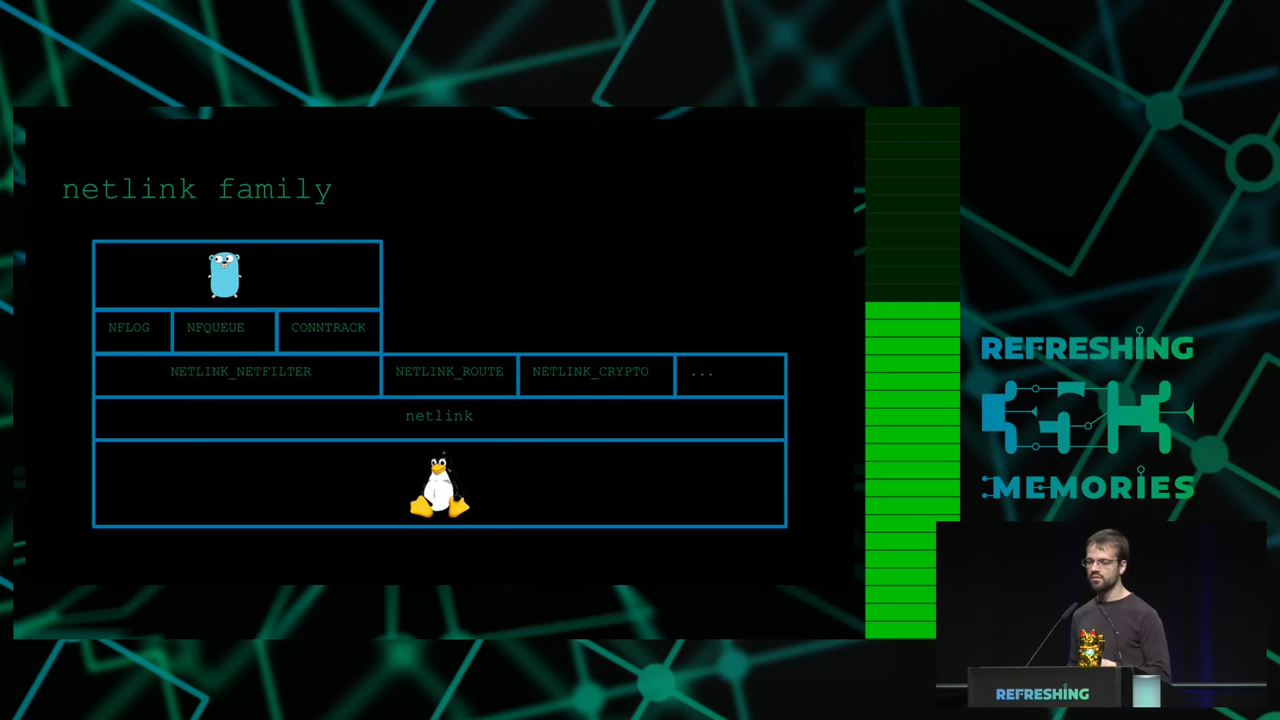 netlink family
NFLOG NFQUEUE CONNTRACK
NETLINK_NETFILTER NETLINK_ROUTE NETLINK_CRYPTO ...
netlink
REFRESHING
MEMORIES
REFRESHING